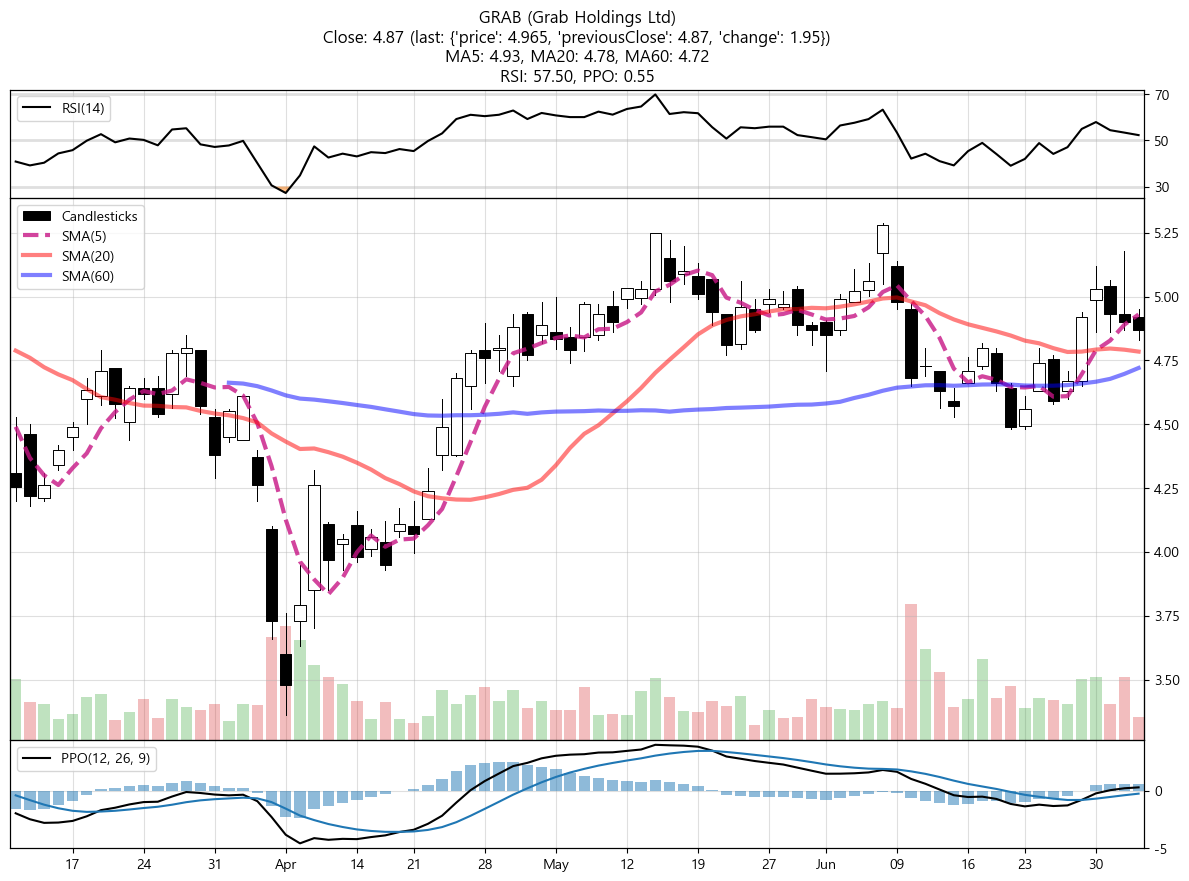 GRAB (Grab Holdings Ltd)
Close: 4.87 (last: {'price': 4.965, 'previousClose': 4.87, 'change': 1.95})
MA5: 4.93, MA20: 4.78, MA60: 4.72
RSI: 57.50, PPO: 0.55
RSI(14)
70
50
30
Candlesticks
SMA(5)
SMA(20)
SMA(60)
5.25
5.00
4.75
4.50
4.25
4.00
3.75
3.50
PPO(12, 26, 9)
0
-5
17 24 31 Apr 14 21 28 May 12 19 27 Jun 09 16 23 30